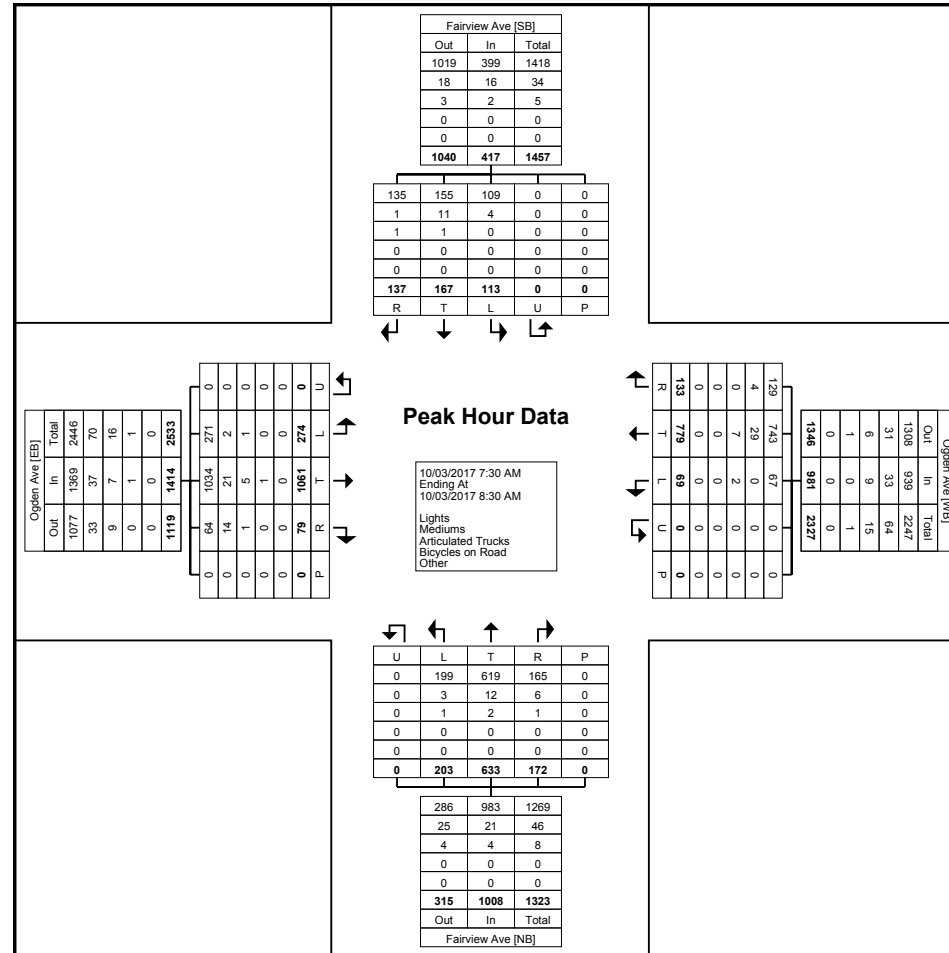 Fairview Ave [SB]
Out In Total
1019 399 1418
18 16 34
3 2 5
0 0 0
0 0 0
1040 417 1457
135 155 109 0 0
1 11 4 0 0
1 1 0 0 0
0 0 0 0 0
0 0 0 0 0
137 167 113 0 0
R T L U P
Ogden Ave [EB]
Out In Total
1077 1369 2446
33 37 70
9 7 16
0 1 1
0 0 0
1119 1414 2533
0 64 1034 271 0
0 14 21 2 0
0 1 5 1 0
0 0 1 0 0
0 0 0 0 0
0 79 1061 274 0
P R T L U
Peak Hour Data
10/03/2017 7:30 AM
Ending At
10/03/2017 8:30 AM
Lights
Mediums
Articulated Trucks
Bicycles on Road
Other
Ogden Ave [WB]
Out In Total
1308 939 2247
31 33 64
6 9 15
1 0 1
0 0 0
1346 981 2327
129 743 67 0 0
4 29 0 0 0
0 7 2 0 0
0 0 0 0 0
0 0 0 0 0
133 779 69 0 0
R T L U P
U L T R P
0 199 619 165 0
0 3 12 6 0
0 1 2 1 0
0 0 0 0 0
0 0 0 0 0
0 203 633 172 0
286 983 1269
25 21 46
4 4 8
0 0 0
0 0 0
315 1008 1323
Out In Total
Fairview Ave [NB]